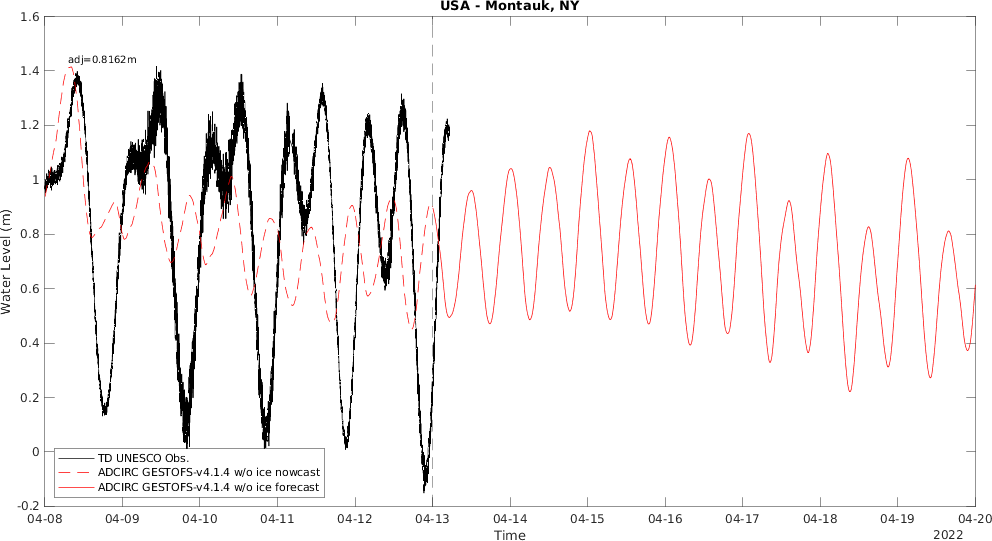 USA - Montauk, NY
1.6
1.4
1.2
1
0.8
0.6
0.4
0.2
0
-0.2
Water Level (m)
adj=0.8162m
TD UNESCO Obs.
ADCIRC GESTOFS-v4.1.4 w/o ice nowcast
ADCIRC GESTOFS-v4.1.4 w/o ice forecast
04-08 04-09 04-10 04-11 04-12 04-13 04-14 04-15 04-16 04-17 04-18 04-19 04-20
Time
2022